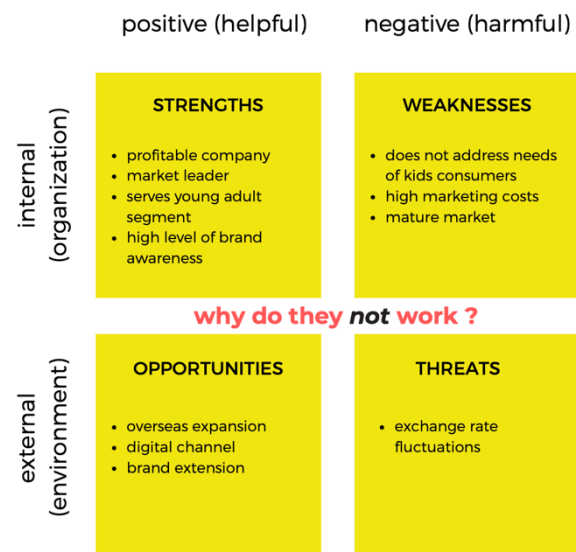 positive (helpful)
negative (harmful)
internal
(organization)
STRENGTHS
• profitable company
• market leader
• serves young adult
segment
• high level of brand
awareness
WEAKNESSES
• does not address needs
of kids consumers
• high marketing costs
• mature market
why do they not work ?
external
(environment)
OPPORTUNITIES
• overseas expansion
• digital channel
• brand extension
THREATS
• exchange rate
fluctuations